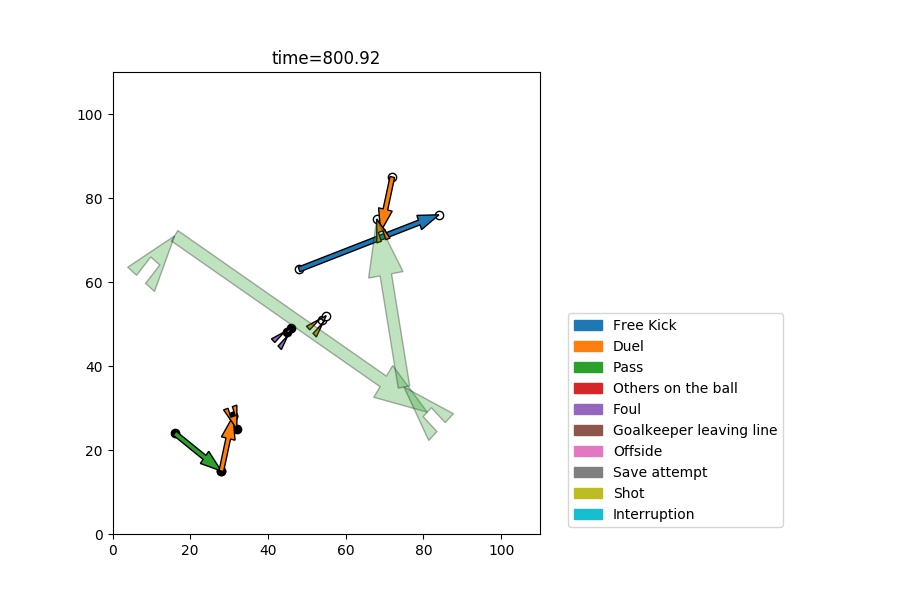 time=800.92
100
80
60
40
20
0
0 20 40 60 80 100
Free Kick
Duel
Pass
Others on the ball
Foul
Goalkeeper leaving line
Offside
Save attempt
Shot
Interruption